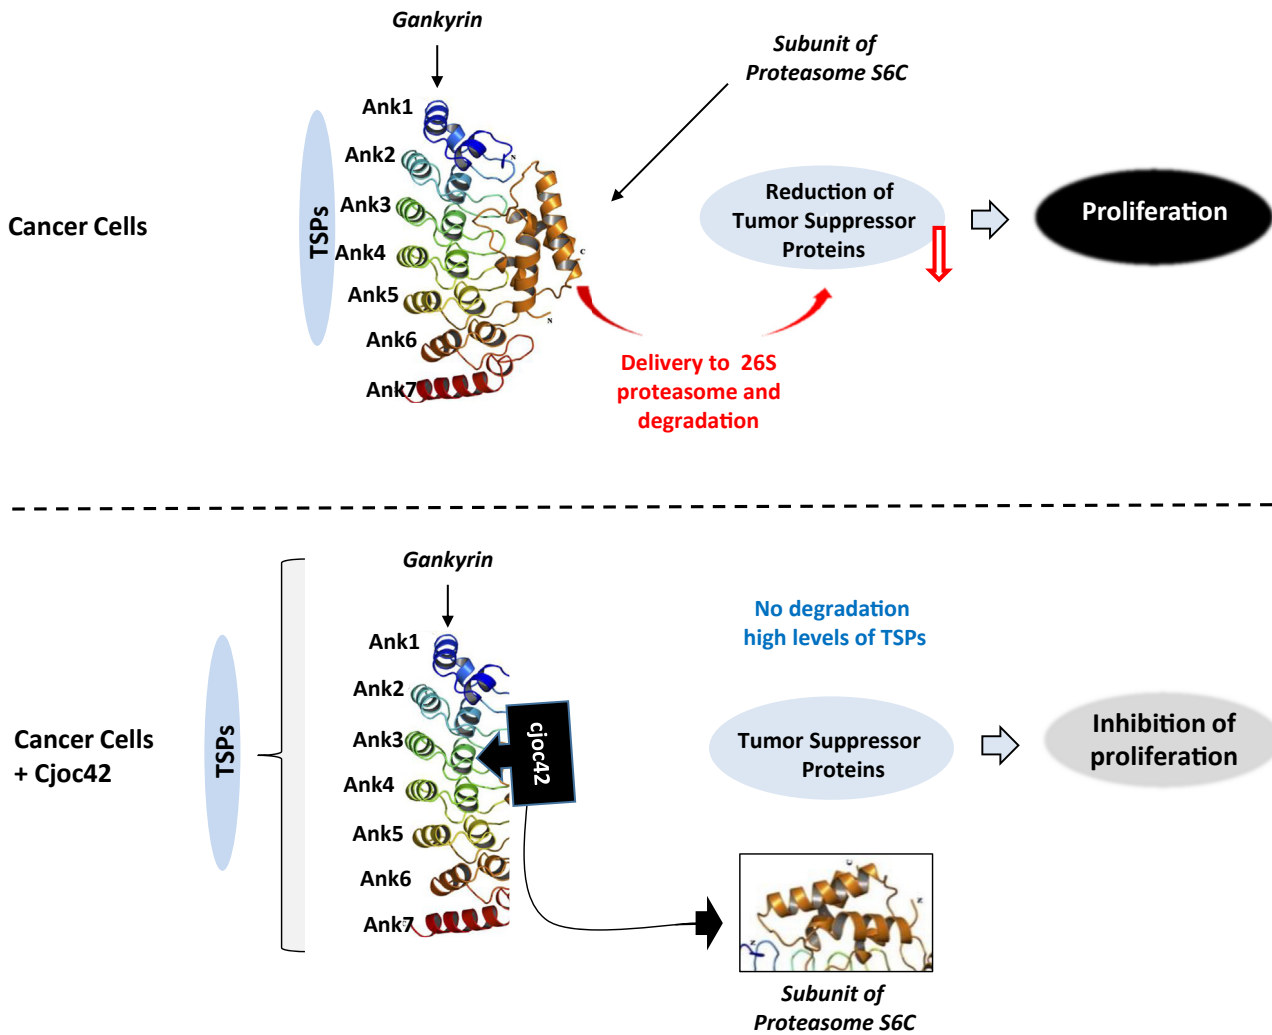 Gankyrin
Subunit of
Proteasome S6C
Ank1
Ank2
Ank3
Ank4
Ank5
Ank6
Ank7
TSPs
Cancer Cells
N
C
N
Reduction of
Tumor Suppressor
Proteins
Proliferation
Delivery to 26S
proteasome and
degradation
Gankyrin
No degradation
high levels of TSPs
Ank1
Ank2
Ank3
Ank4
Ank5
Ank6
Ank7
TSPs
Cancer Cells
+ Cjoc42
cjoc42
Tumor Suppressor
Proteins
Inhibition of
proliferation
C
N
N
Subunit of
Proteasome S6C